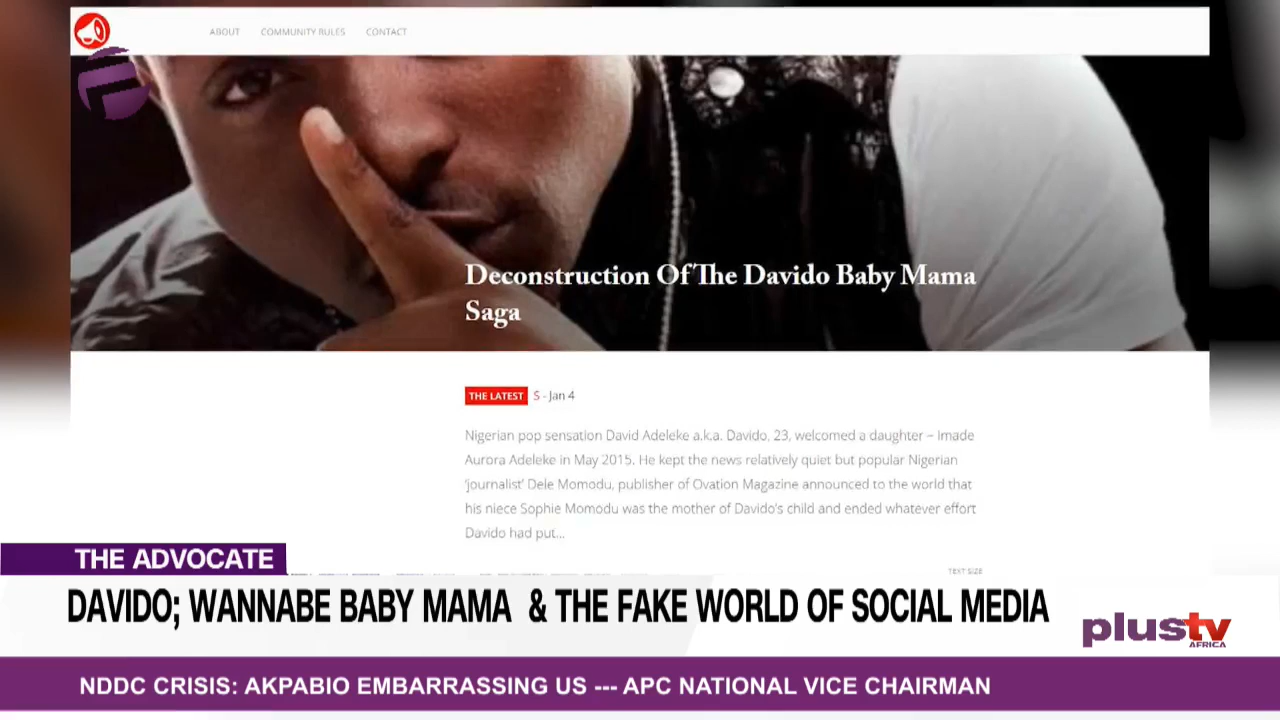 ABOUT COMMUNITY RULES CONTACT
Deconstruction Of The Davido Baby Mama
Saga
THE LATEST S - Jan 4
Nigerian pop sensation David Adeleke a.k.a. Davido, 23, welcomed a daughter – Imade
Aurora Adeleke in May 2015. He kept the news relatively quiet but popular Nigerian
'journalist' Dele Momodu, publisher of Ovation Magazine announced to the world that
his niece Sophie Momodu was the mother of Davido's child and ended whatever effort
Davido had put...
TEXT SIZE
THE ADVOCATE
DAVIDO; WANNABE BABY MAMA & THE FAKE WORLD OF SOCIAL MEDIA
plustv
AFRICA
NDDC CRISIS: AKPABIO EMBARRASSING US --- APC NATIONAL VICE CHAIRMAN